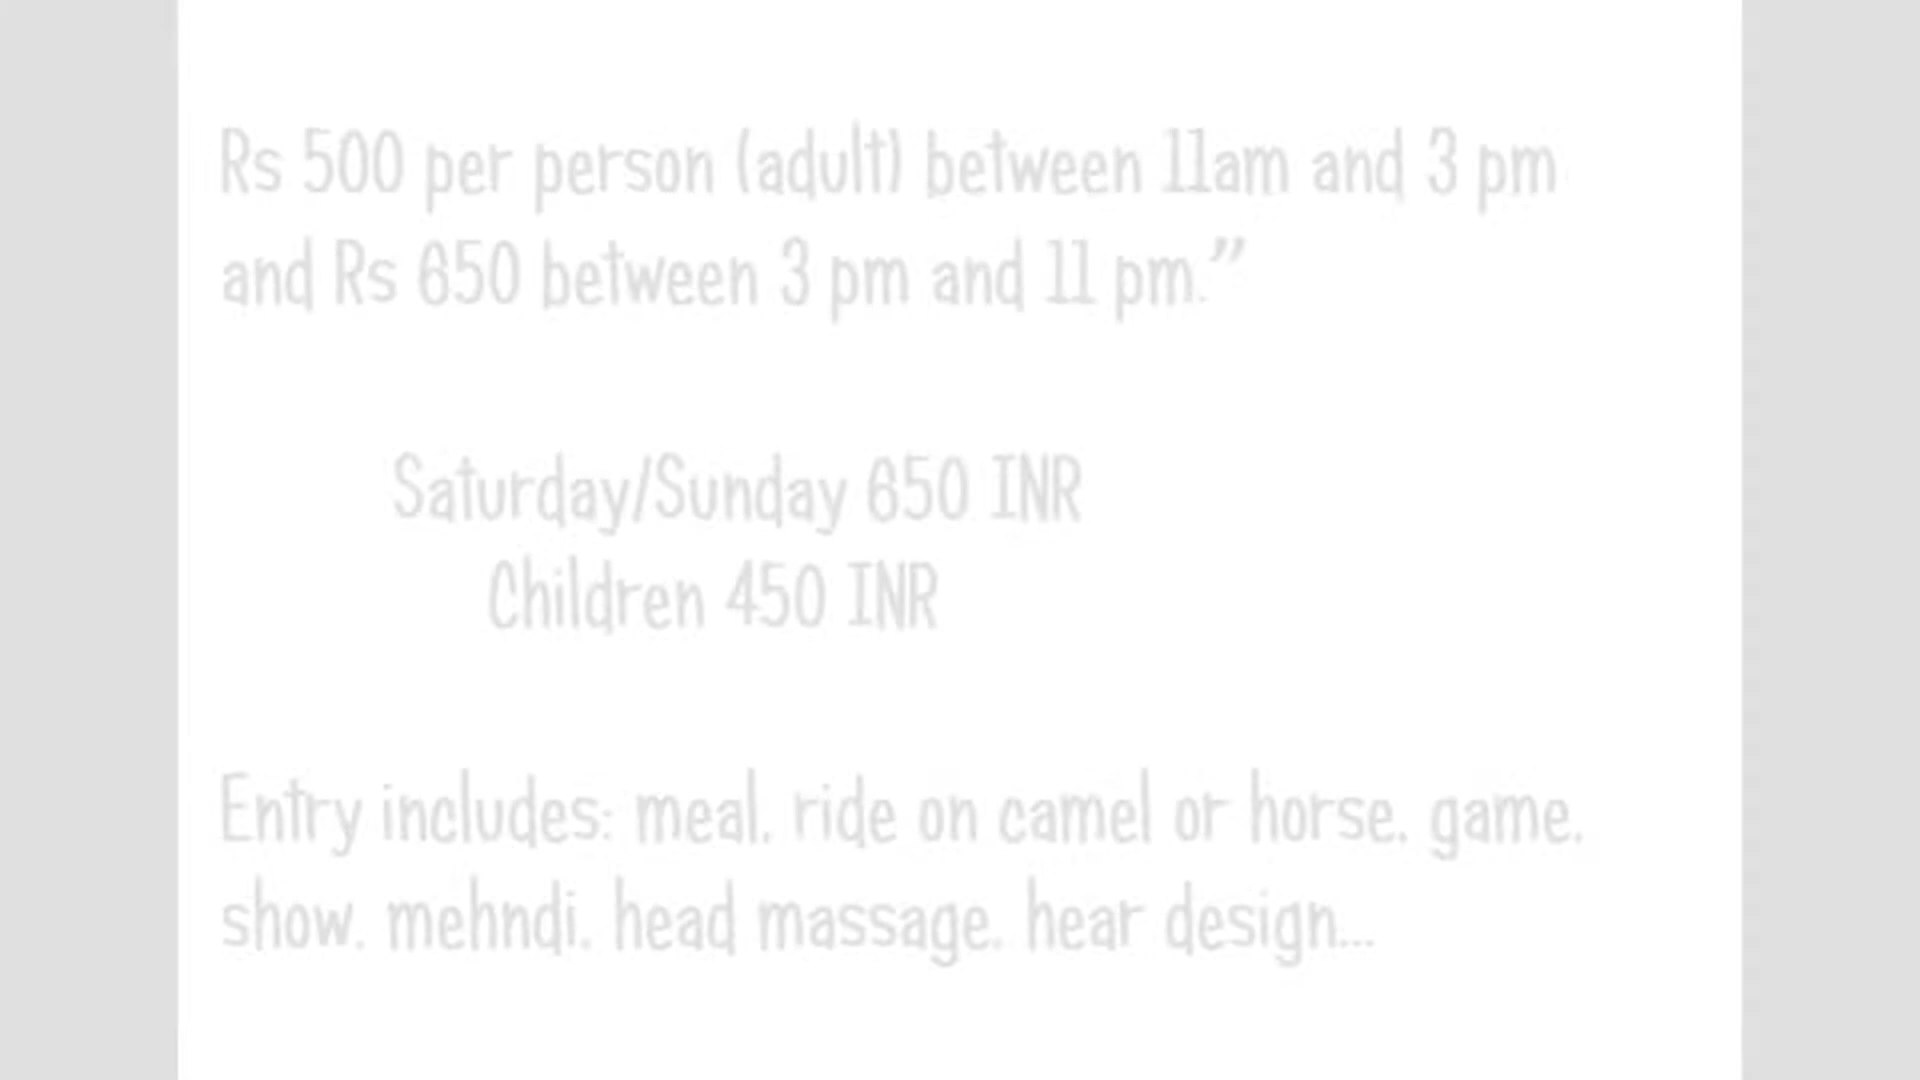 Rs 500 per person (adult) between 11am and 3 pm
and Rs 650 between 3 pm and 11 pm.”
Saturday/Sunday 650 INR
Children 450 INR
Entry includes: meal, ride on camel or horse, game,
show, mehndi, head massage, hear design...